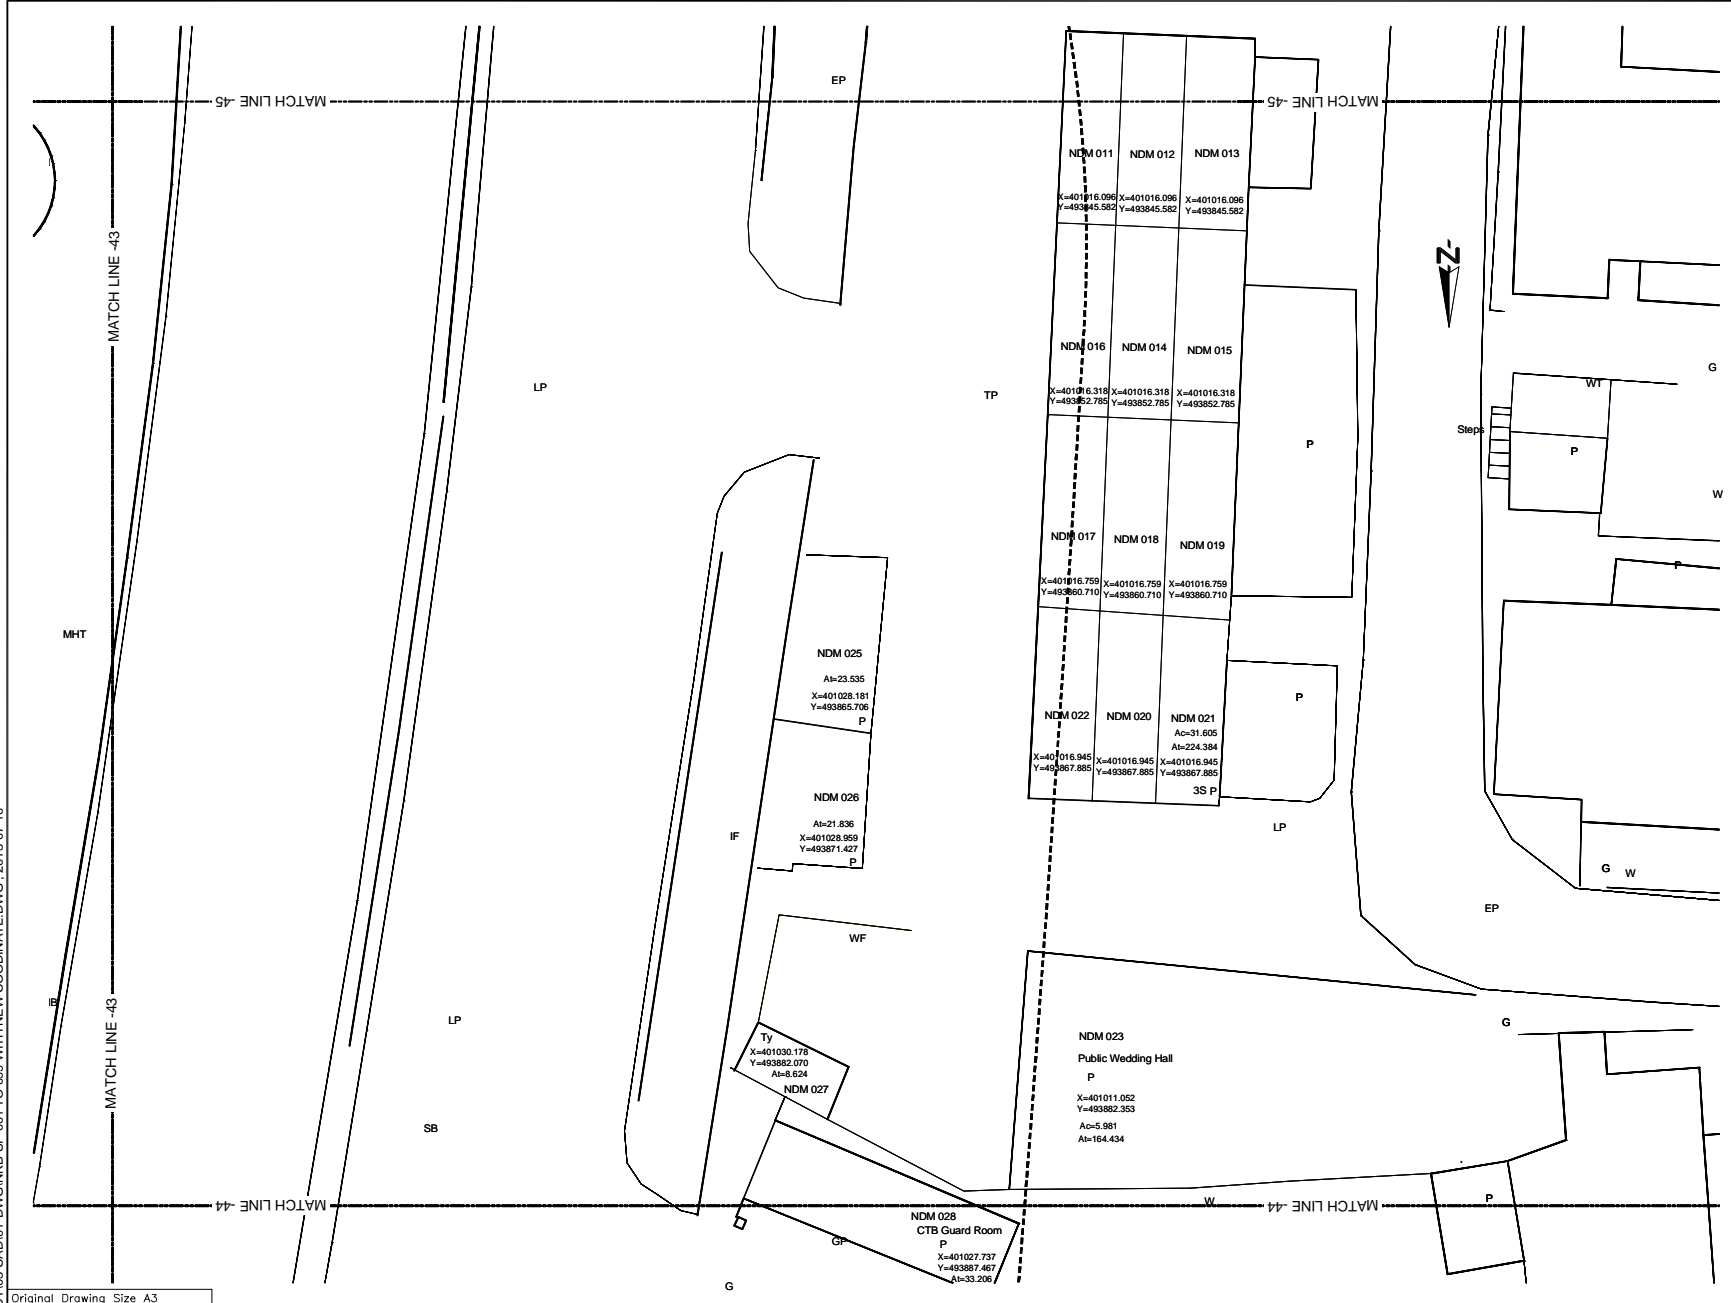 EP
MATCH LINE -45
MATCH LINE -45
NDM 011
NDM 012
NDM 013
X=401016.096
Y=493845.582
X=401016.096
Y=493845.582
X=401016.096
Y=493845.582
MATCH LINE -43
-Z-
NDM 016
NDM 014
NDM 015
G
LP
TP
WT
X=401016.318
Y=493852.785
X=401016.318
Y=493852.785
X=401016.318
Y=493852.785
Steps
P
P
W
NDM 017
NDM 018
NDM 019
P
X=401016.759
Y=493860.710
X=401016.759
Y=493860.710
X=401016.759
Y=493860.710
MHT
NDM 025
At=23.535
X=401028.181
Y=493865.706
P
P
NDM 022
NDM 020
NDM 021
Ac=31.605
At=224.384
X=401016.945
Y=493867.885
X=401016.945
Y=493867.885
X=401016.945
Y=493867.885
3S P
NDM 026
At=21.836
X=401028.959
Y=493871.427
P
IF
LP
G
W
EP
WF
IB
MATCH LINE -43
LP
G
Ty
X=401030.178
Y=493882.070
At=8.624
NDM 027
NDM 023
Public Wedding Hall
P
X=401011.052
Y=493882.353
Ac=5.981
At=164.434
SB
MATCH LINE -44
MATCH LINE -44
W
P
NDM 028
CTB Guard Room
P
X=401027.737
Y=493887.467
At=33.206
GP
G
Original Drawing Size A3